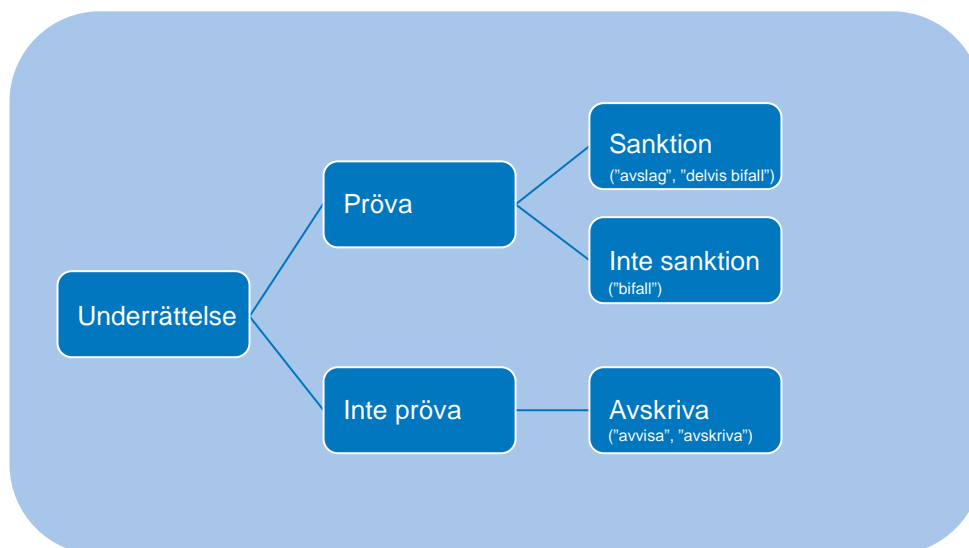 Sanktion
(”avslag”, ”delvis bifall”)
Pröva
Inte sanktion
(”bifall”)
Underrättelse
Inte pröva
Avskriva
(”avvisa”, ”avskriva”)